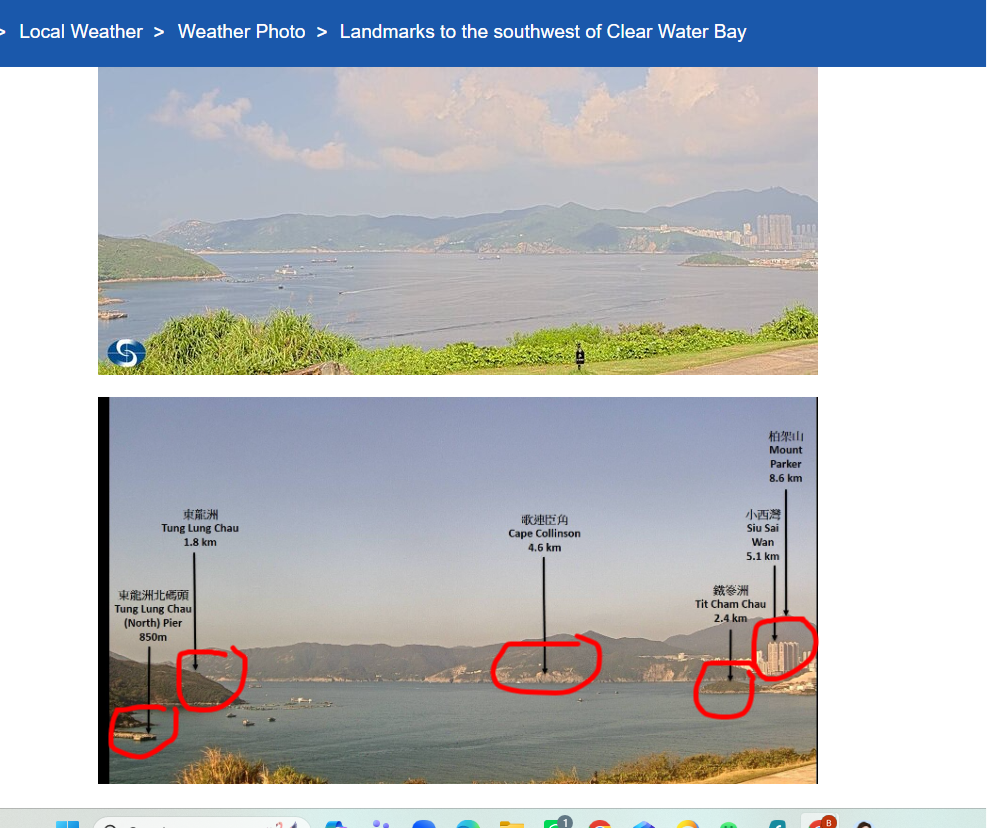 > Local Weather > Weather Photo > Landmarks to the southwest of Clear Water Bay
柏架山
Mount
Parker
8.6 km
東龍洲
Tung Lung Chau
1.8 km
歌連臣角
Cape Collinson
4.6 km
小西灣
Siu Sai
Wan
5.1 km
東龍洲北碼頭
Tung Lung Chau
(North) Pier
850m
鐵篸洲
Tit Cham Chau
2.4 km
1
B